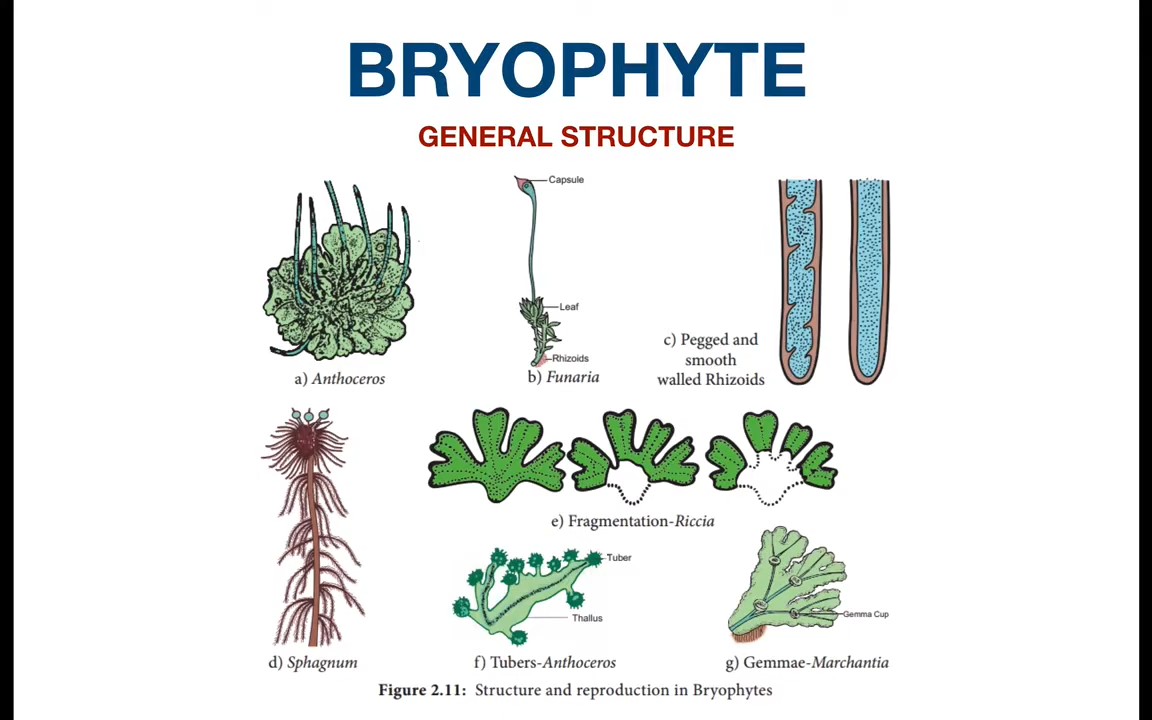 BRYOPHYTE
GENERAL STRUCTURE
Capsule
Leaf
Rhizoids
a) Anthoceros
b) Funaria
c) Pegged and
smooth
walled Rhizoids
e) Fragmentation-Riccia
Tuber
Thallus
Gemma Cup
d) Sphagnum
f) Tubers-Anthoceros
g) Gemmae-Marchantia
Figure 2.11: Structure and reproduction in Bryophytes